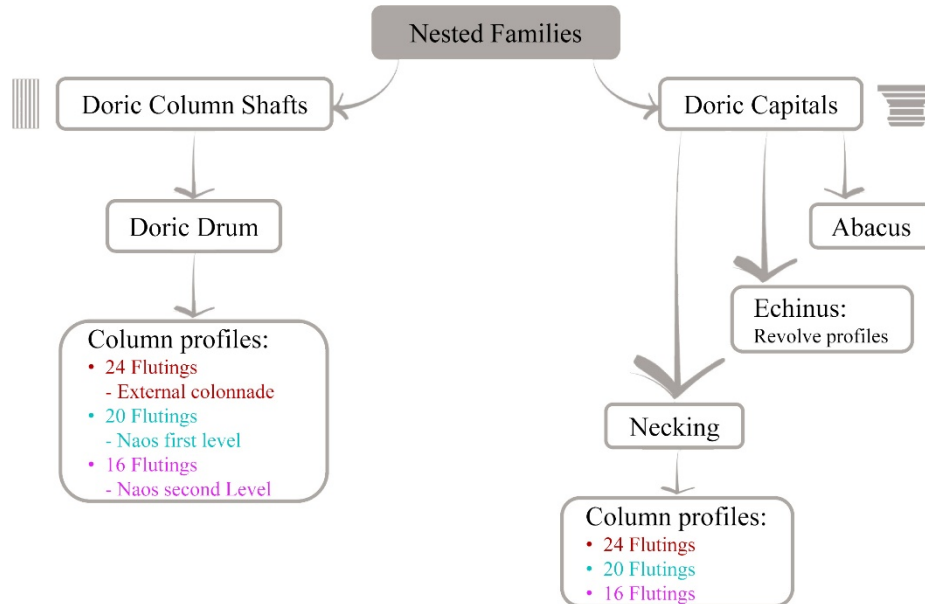 Nested Families
Doric Column Shafts
Doric Capitals
Doric Drum
Abacus
Column profiles:
• 24 Flutings
- External colonnade
• 20 Flutings
- Naos first level
• 16 Flutings
- Naos second Level
Echinus:
Revolve profiles
Necking
Column profiles:
• 24 Flutings
• 20 Flutings
• 16 Flutings